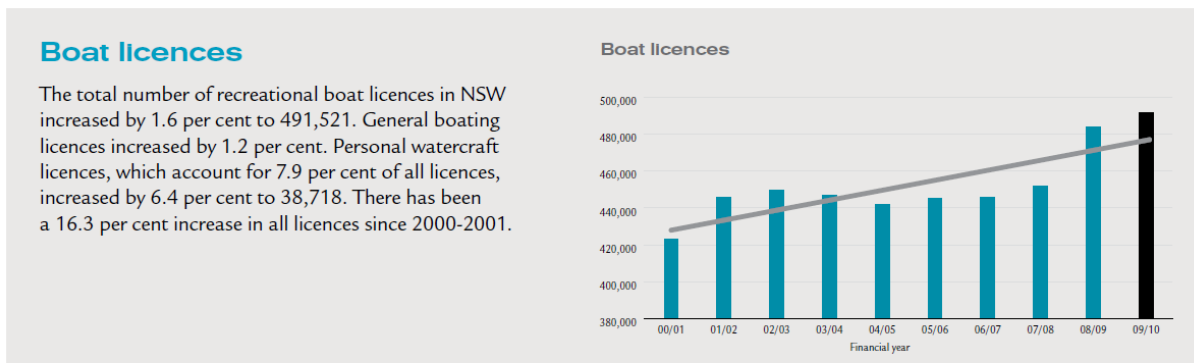 Boat licences
The total number of recreational boat licences in NSW
increased by 1.6 per cent to 491,521. General boating
licences increased by 1.2 per cent. Personal watercraft
licences, which account for 7.9 per cent of all licences,
increased by 6.4 per cent to 38,718. There has been
a 16.3 per cent increase in all licences since 2000-2001.
Boat licences
500,000
480,000
460,000
440,000
420,000
400,000
380,000
00/01 01/02 02/03 03/04 04/05 05/06 06/07 07/08 08/09 09/10
Financial year